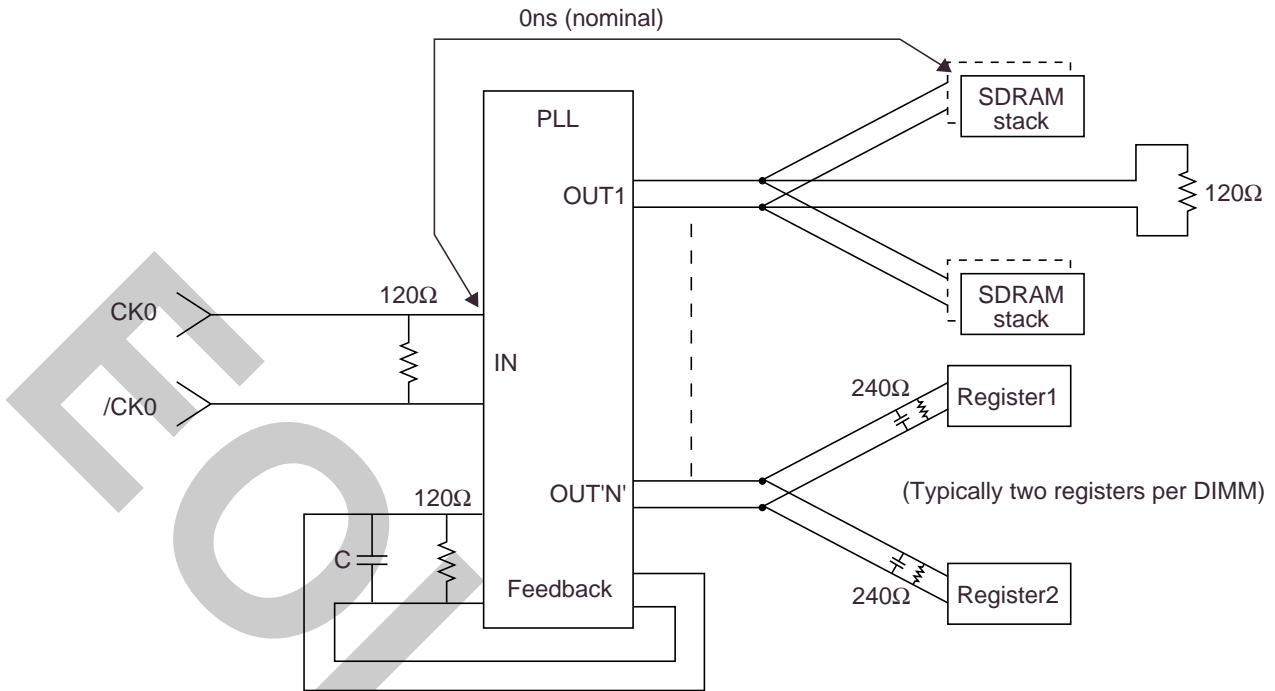 0ns (nominal)
PLL
SDRAM
stack
OUT1
120Ω
SDRAM
stack
CK0
120Ω
IN
/CK0
240Ω
Register1
OUT'N'
(Typically two registers per DIMM)
120Ω
C
Feedback
240Ω
Register2